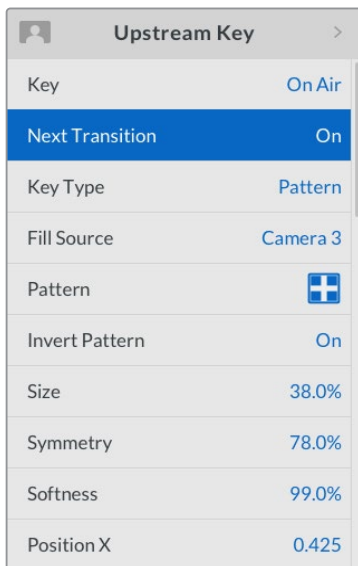 Upstream Key
Key On Air
Next Transition On
Key Type Pattern
Fill Source Camera 3
Pattern
Invert Pattern On
Size 38.0%
Symmetry 78.0%
Softness 99.0%
Position X 0.425